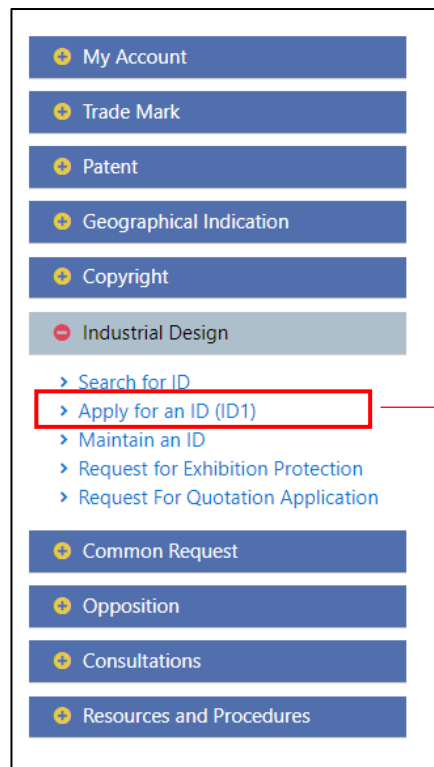 My Account
Trade Mark
Patent
Geographical Indication
Copyright
Industrial Design
Search for ID
Apply for an ID (ID1)
Maintain an ID
Request for Exhibition Protection
Request For Quotation Application
Common Request
Opposition
Consultations
Resources and Procedures